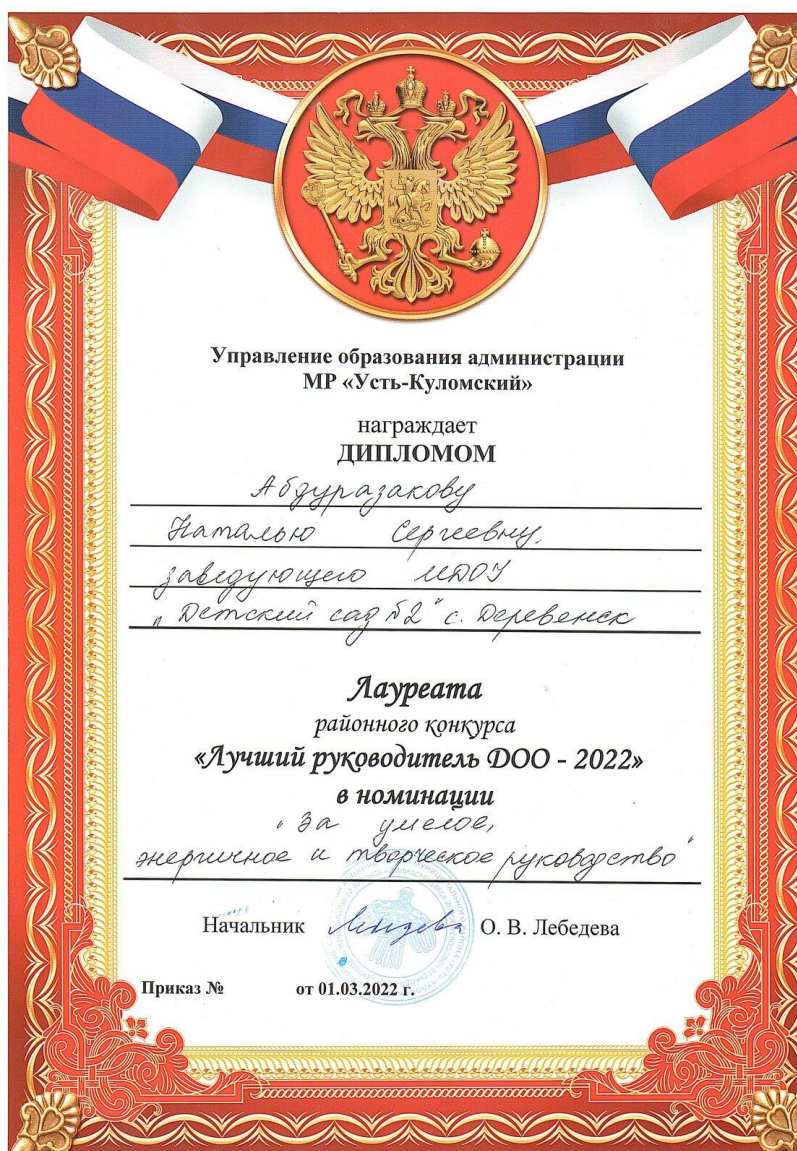 Управление образования администрации
МР «Усть-Куломский»
награждает
ДИПЛОМОМ
Абдуразакову
Наталью Сергеевну,
заведующего МДОУ
"Детский сад №2" с. Деревянск
Лауреата
районного конкурса
«Лучший руководитель ДОО - 2022»
в номинации
"За умелое,
энергичное и творческое руководство"
Начальник О. В. Лебедева
Приказ № от 01.03.2022 г.